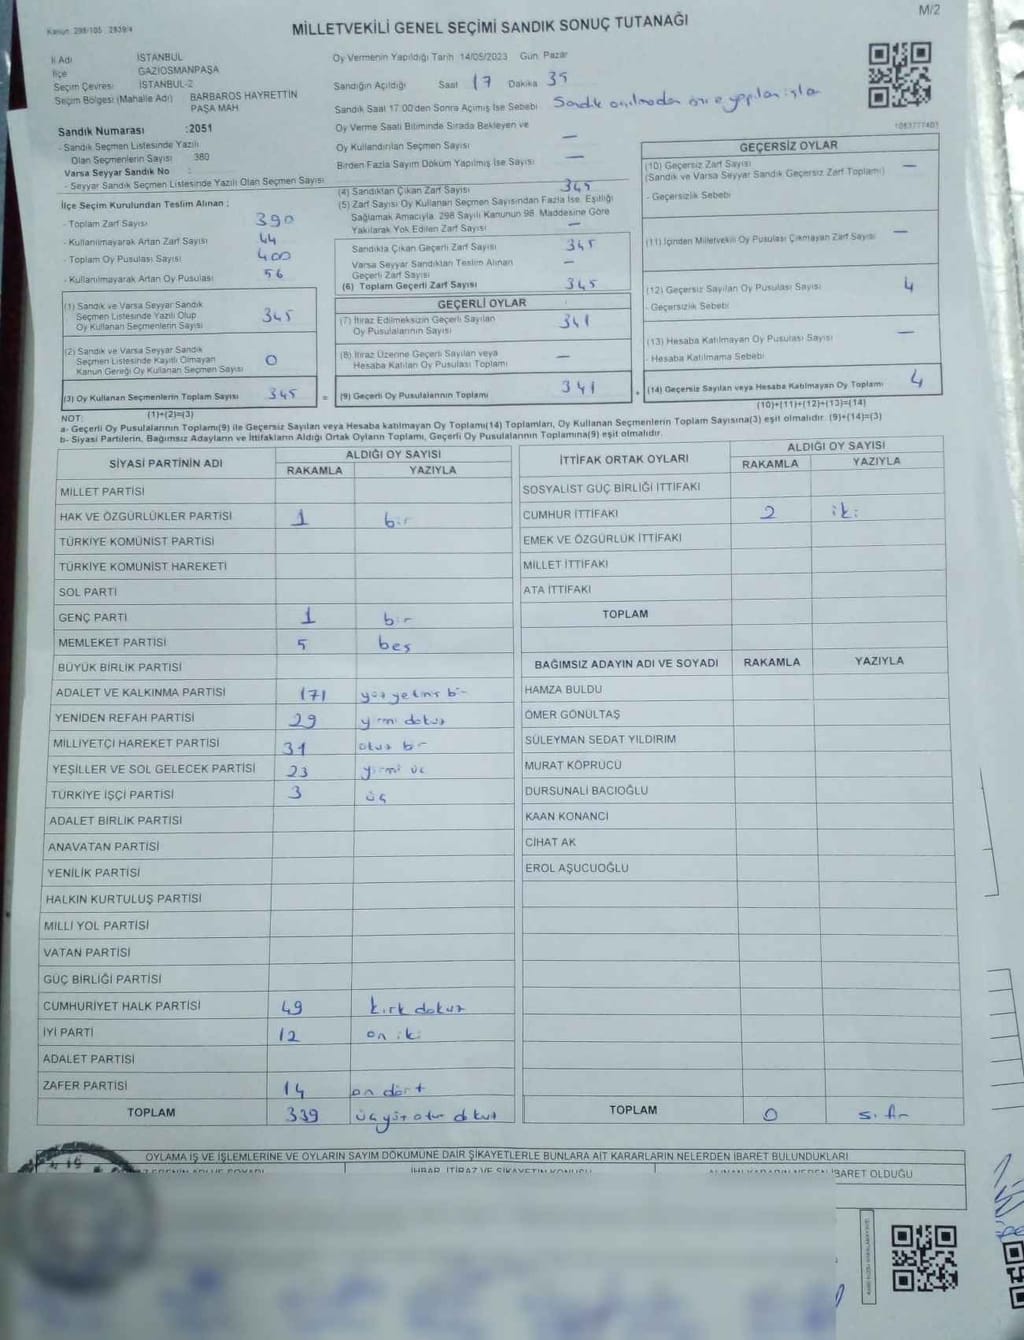 Kanun 298/105 2839/4
MİLLETVEKİLİ GENEL SEÇİMİ SANDIK SONUÇ TUTANAĞI
M/2
İl Adı İSTANBUL
İlçe GAZİOSMANPAŞA
Seçim Çevresi İSTANBUL-2
Seçim Bölgesi (Mahalle Adı) BARBAROS HAYRETTİN PAŞA MAH
Sandık Numarası :2051
- Sandık Seçmen Listesinde Yazılı
Olan Seçmenlerin Sayısı 380
Varsa Seyyar Sandık No :
- Seyyar Sandık Seçmen Listesinde Yazılı Olan Seçmen Sayısı
Oy Vermenin Yapıldığı Tarih 14/05/2023 Gün Pazar
Sandığın Açıldığı Saat 17 Dakika 35
Sandık Saat 17:00'den Sonra Açılmış İse Sebebi Sandık açılmadan önce yapılan işler
Oy Verme Saati Bitiminde Sırada Bekleyen ve
Oy Kullandırılan Seçmen Sayısı —
Birden Fazla Sayım Döküm Yapılmış İse Sayısı —
1063777403
İlçe Seçim Kurulundan Teslim Alınan :
- Toplam Zarf Sayısı 390
- Kullanılmayarak Artan Zarf Sayısı 44
- Toplam Oy Pusulası Sayısı 400
- Kullanılmayarak Artan Oy Pusulası 56
(1) Sandık ve Varsa Seyyar Sandık
Seçmen Listesinde Yazılı Olup
Oy Kullanan Seçmenlerin Sayısı 345
(2) Sandık ve Varsa Seyyar Sandık
Seçmen Listesinde Kayıtlı Olmayan
Kanun Gereği Oy Kullanan Seçmen Sayısı 0
(3) Oy Kullanan Seçmenlerin Toplam Sayısı 345
(1)+(2)=(3)
(4) Sandıktan Çıkan Zarf Sayısı 345
(5) Zarf Sayısı Oy Kullanan Seçmen Sayısından Fazla İse, Eşitliği
Sağlamak Amacıyla 298 Sayılı Kanunun 98. Maddesine Göre
Yakılarak Yok Edilen Zarf Sayısı —
Sandıkta Çıkan Geçerli Zarf Sayısı 345
Varsa Seyyar Sandıktan Teslim Alınan
Geçerli Zarf Sayısı —
(6) Toplam Geçerli Zarf Sayısı 345
GEÇERLİ OYLAR
(7) İtiraz Edilmeksizin Geçerli Sayılan
Oy Pusulalarının Sayısı 341
(8) İtiraz Üzerine Geçerli Sayılan veya
Hesaba Katılan Oy Pusulası Toplamı —
= (9) Geçerli Oy Pusulalarının Toplamı 341 +
GEÇERSİZ OYLAR
(10) Geçersiz Zarf Sayısı —
(Sandık ve Varsa Seyyar Sandık Geçersiz Zarf Toplamı)
- Geçersizlik Sebebi
(11) İçinden Milletvekili Oy Pusulası Çıkmayan Zarf Sayısı —
(12) Geçersiz Sayılan Oy Pusulası Sayısı 4
- Geçersizlik Sebebi
(13) Hesaba Katılmayan Oy Pusulası Sayısı —
- Hesaba Katılmama Sebebi
(14) Geçersiz Sayılan veya Hesaba Katılmayan Oy Toplamı 4
(10)+(11)+(12)+(13)=(14)
NOT:
a- Geçerli Oy Pusulalarının Toplamı(9) ile Geçersiz Sayılan veya Hesaba katılmayan Oy Toplamı(14) Toplamları, Oy Kullanan Seçmenlerin Toplam Sayısına(3) eşit olmalıdır. (9)+(14)=(3)
b- Siyasi Partilerin, Bağımsız Adayların ve İttifakların Aldığı Ortak Oyların Toplamı, Geçerli Oy Pusulalarının Toplamına(9) eşit olmalıdır.
SİYASİ PARTİNİN ADI ALDIĞI OY SAYISI
RAKAMLA YAZIYLA
MİLLET PARTİSİ
HAK VE ÖZGÜRLÜKLER PARTİSİ 1 bir
TÜRKİYE KOMÜNİST PARTİSİ
TÜRKİYE KOMÜNİST HAREKETİ
SOL PARTİ
GENÇ PARTİ 1 bir
MEMLEKET PARTİSİ 5 beş
BÜYÜK BİRLİK PARTİSİ
ADALET VE KALKINMA PARTİSİ 171 yüz yetmiş bir
YENİDEN REFAH PARTİSİ 29 yirmi dokuz
MİLLİYETÇİ HAREKET PARTİSİ 31 otuz bir
YEŞİLLER VE SOL GELECEK PARTİSİ 23 yirmi üç
TÜRKİYE İŞÇİ PARTİSİ 3 üç
ADALET BİRLİK PARTİSİ
ANAVATAN PARTİSİ
YENİLİK PARTİSİ
HALKIN KURTULUŞ PARTİSİ
MİLLİ YOL PARTİSİ
VATAN PARTİSİ
GÜÇ BİRLİĞİ PARTİSİ
CUMHURİYET HALK PARTİSİ 49 kırk dokuz
İYİ PARTİ 12 on iki
ADALET PARTİSİ
ZAFER PARTİSİ 14 on dört
TOPLAM 339 üçyüz otuz dokuz
İTTİFAK ORTAK OYLARI ALDIĞI OY SAYISI
RAKAMLA YAZIYLA
SOSYALİST GÜÇ BİRLİĞİ İTTİFAKI
CUMHUR İTTİFAKI 2 iki
EMEK VE ÖZGÜRLÜK İTTİFAKI
MİLLET İTTİFAKI
ATA İTTİFAKI
TOPLAM
BAĞIMSIZ ADAYIN ADI VE SOYADI RAKAMLA YAZIYLA
HAMZA BULDU
ÖMER GÖNÜLTAŞ
SÜLEYMAN SEDAT YILDIRIM
MURAT KÖPRÜCÜ
DURSUNALİ BACIOĞLU
KAAN KONANCI
CİHAT AK
EROL AŞUCUOĞLU
TOPLAM 0 sıfır
OYLAMA İŞ VE İŞLEMLERİNE VE OYLARIN SAYIM DÖKÜMÜNE DAİR ŞİKAYETLERLE BUNLARA AİT KARARLARIN NELERDEN İBARET BULUNDUKLARI
İHBAR, İTİRAZ VE ŞİKAYETİN KONUSU
İBARET OLDUĞU